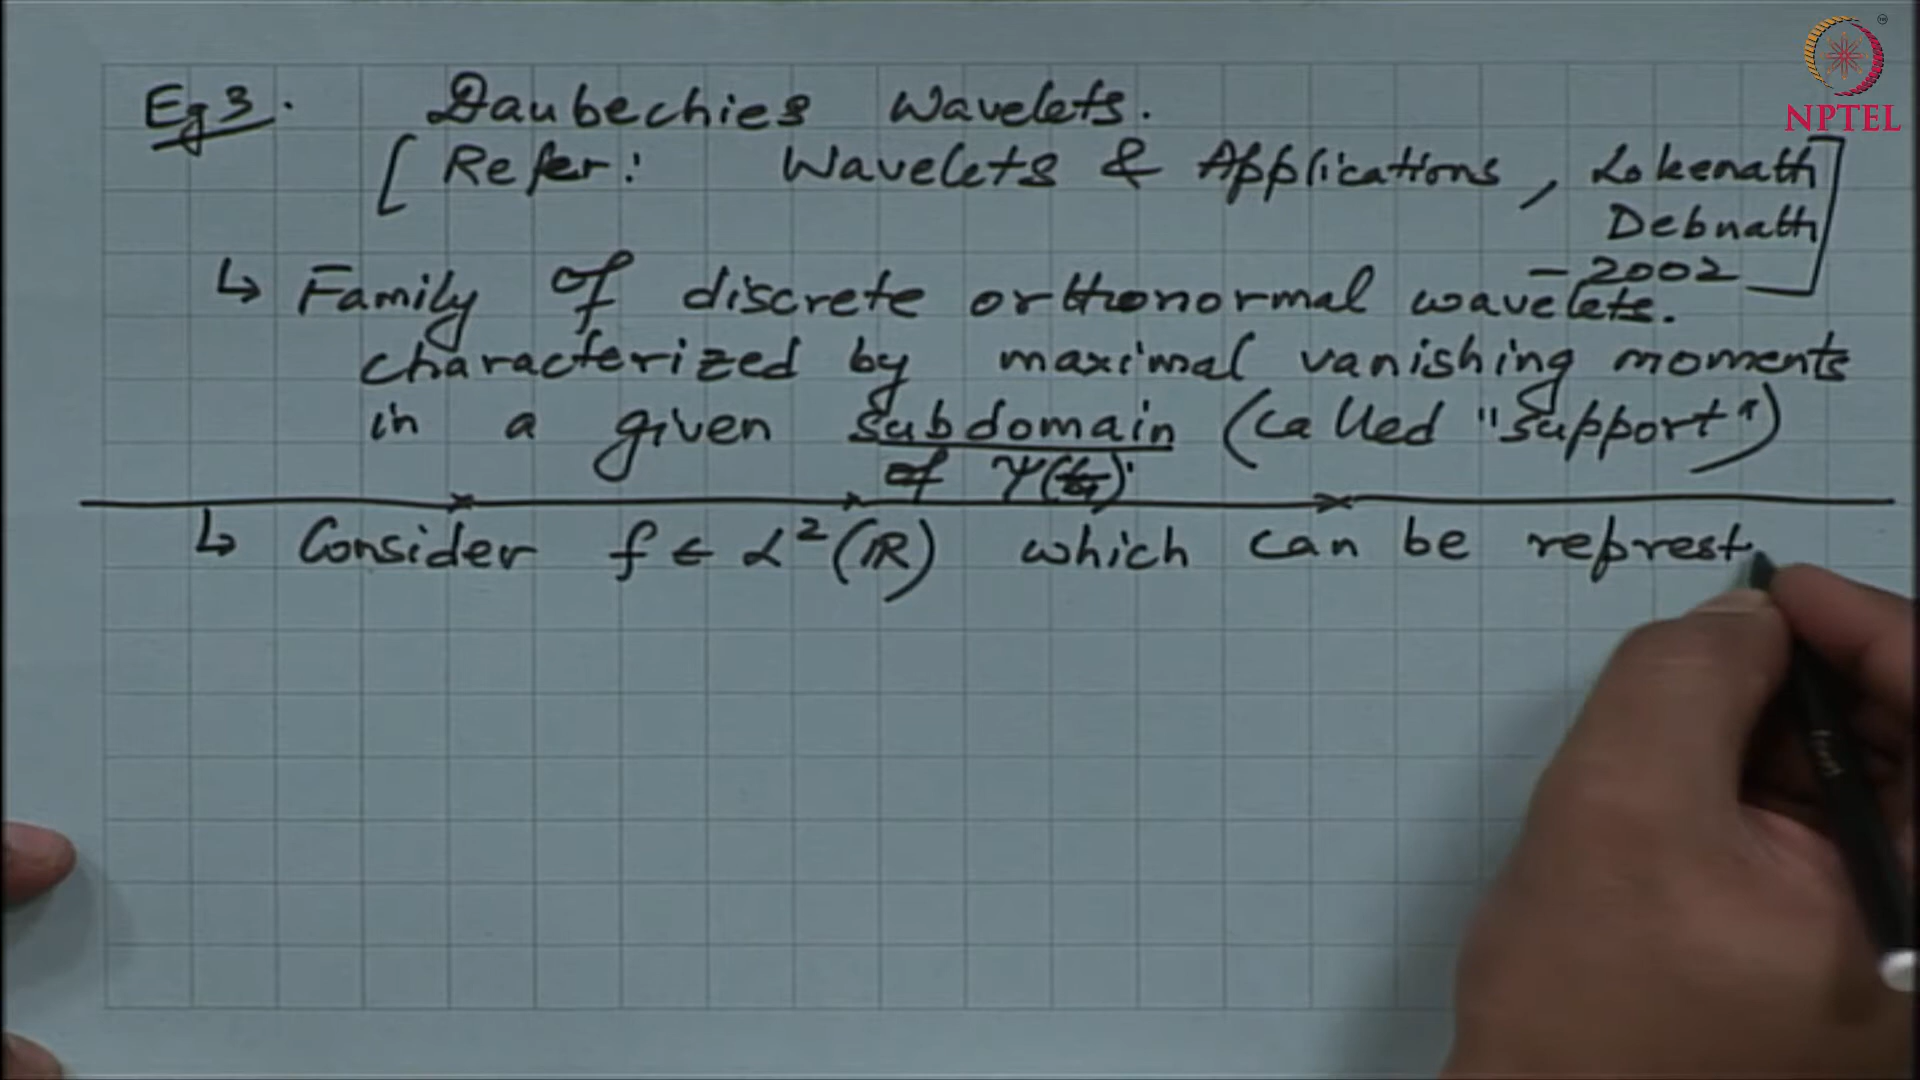 Eg 3. Daubechies Wavelets.
[Refer: Wavelets & Applications, Lokenath
Debnath
- 2002]
↳ Family of discrete orthonormal wavelets.
characterized by maximal vanishing moments
in a given subdomain (called "support")
of ψ(t).
↳ Consider f ∈ L²(ℝ) which can be represt
NPTEL